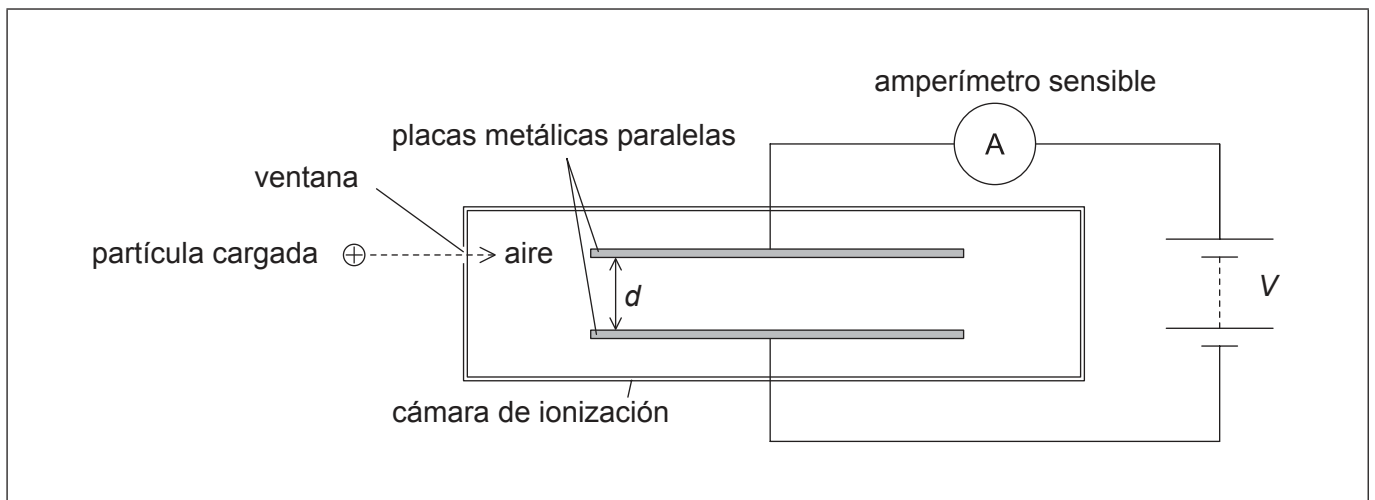 amperímetro sensible
A
placas metálicas paralelas
ventana
partícula cargada
aire
d
V
cámara de ionización